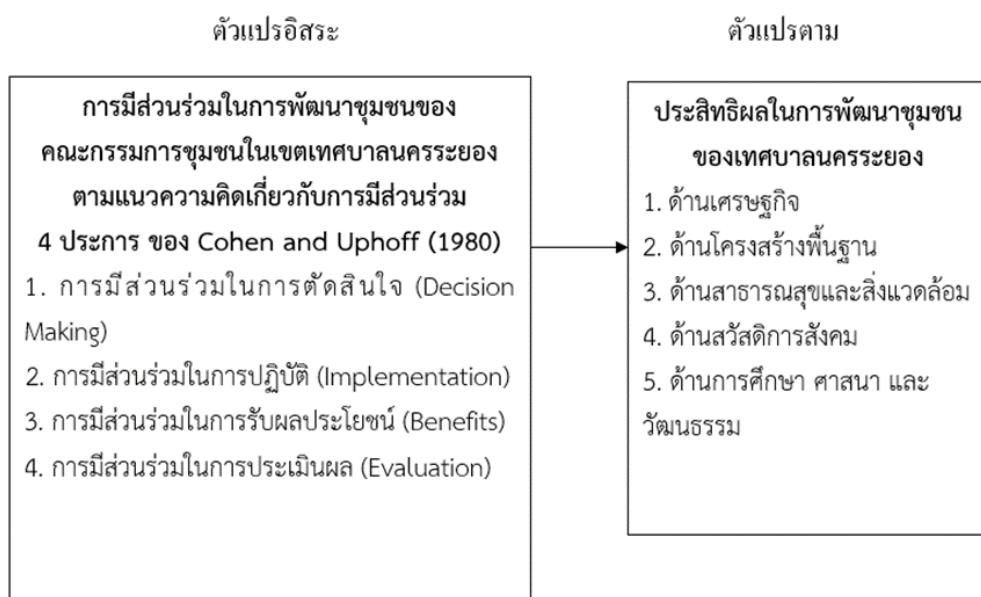 ตัวแปรอิสระ
การมีส่วนร่วมในการพัฒนาชุมชนของ
คณะกรรมการชุมชนในเขตเทศบาลนครระยอง
ตามแนวความคิดเกี่ยวกับการมีส่วนร่วม
4 ประการ ของ Cohen and Uphoff (1980)
1. การมีส่วนร่วมในการตัดสินใจ (Decision
Making)
2. การมีส่วนร่วมในการปฏิบัติ (Implementation)
3. การมีส่วนร่วมในการรับผลประโยชน์ (Benefits)
4. การมีส่วนร่วมในการประเมินผล (Evaluation)
ตัวแปรตาม
ประสิทธิผลในการพัฒนาชุมชน
ของเทศบาลนครระยอง
1. ด้านเศรษฐกิจ
2. ด้านโครงสร้างพื้นฐาน
3. ด้านสาธารณสุขและสิ่งแวดล้อม
4. ด้านสวัสดิการสังคม
5. ด้านการศึกษา ศาสนา และ
วัฒนธรรม